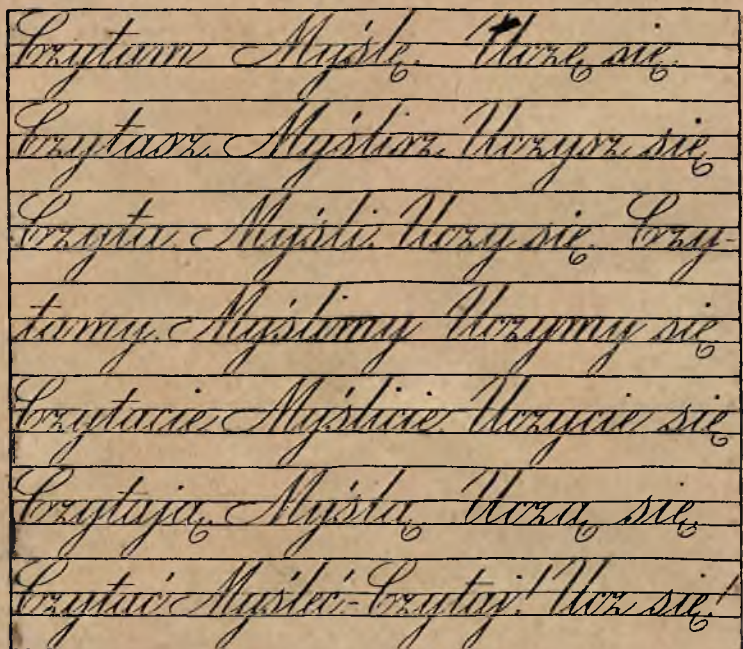 Czytam Myślę. Uczę się.
Czytasz. Myślisz. Uczysz się
Czyta. Myśli. Uczy się. Czy-
tamy. Myślimy Uczymy się
Czytacie Myślicie Uczycie się
Czytają. Myślą. Uczą się.
Czytać Myśleć-Czytaj! Ucz się!